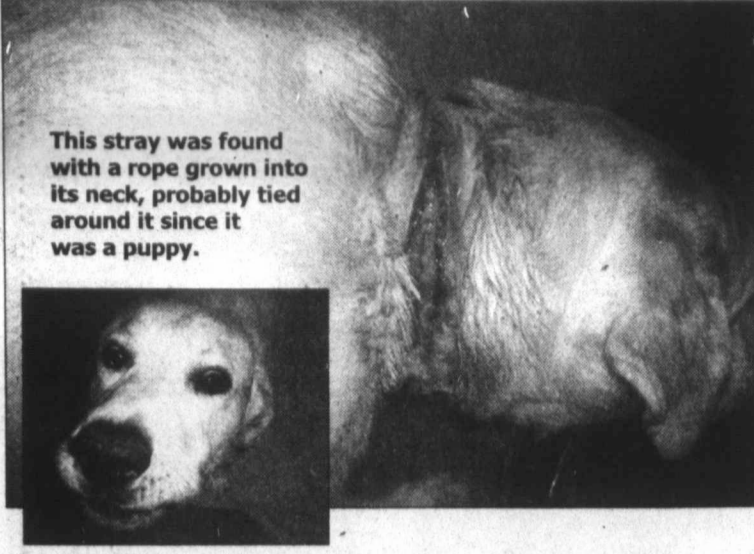 This stray was found
with a rope grown into
its neck, probably tied
around it since it
was a puppy.